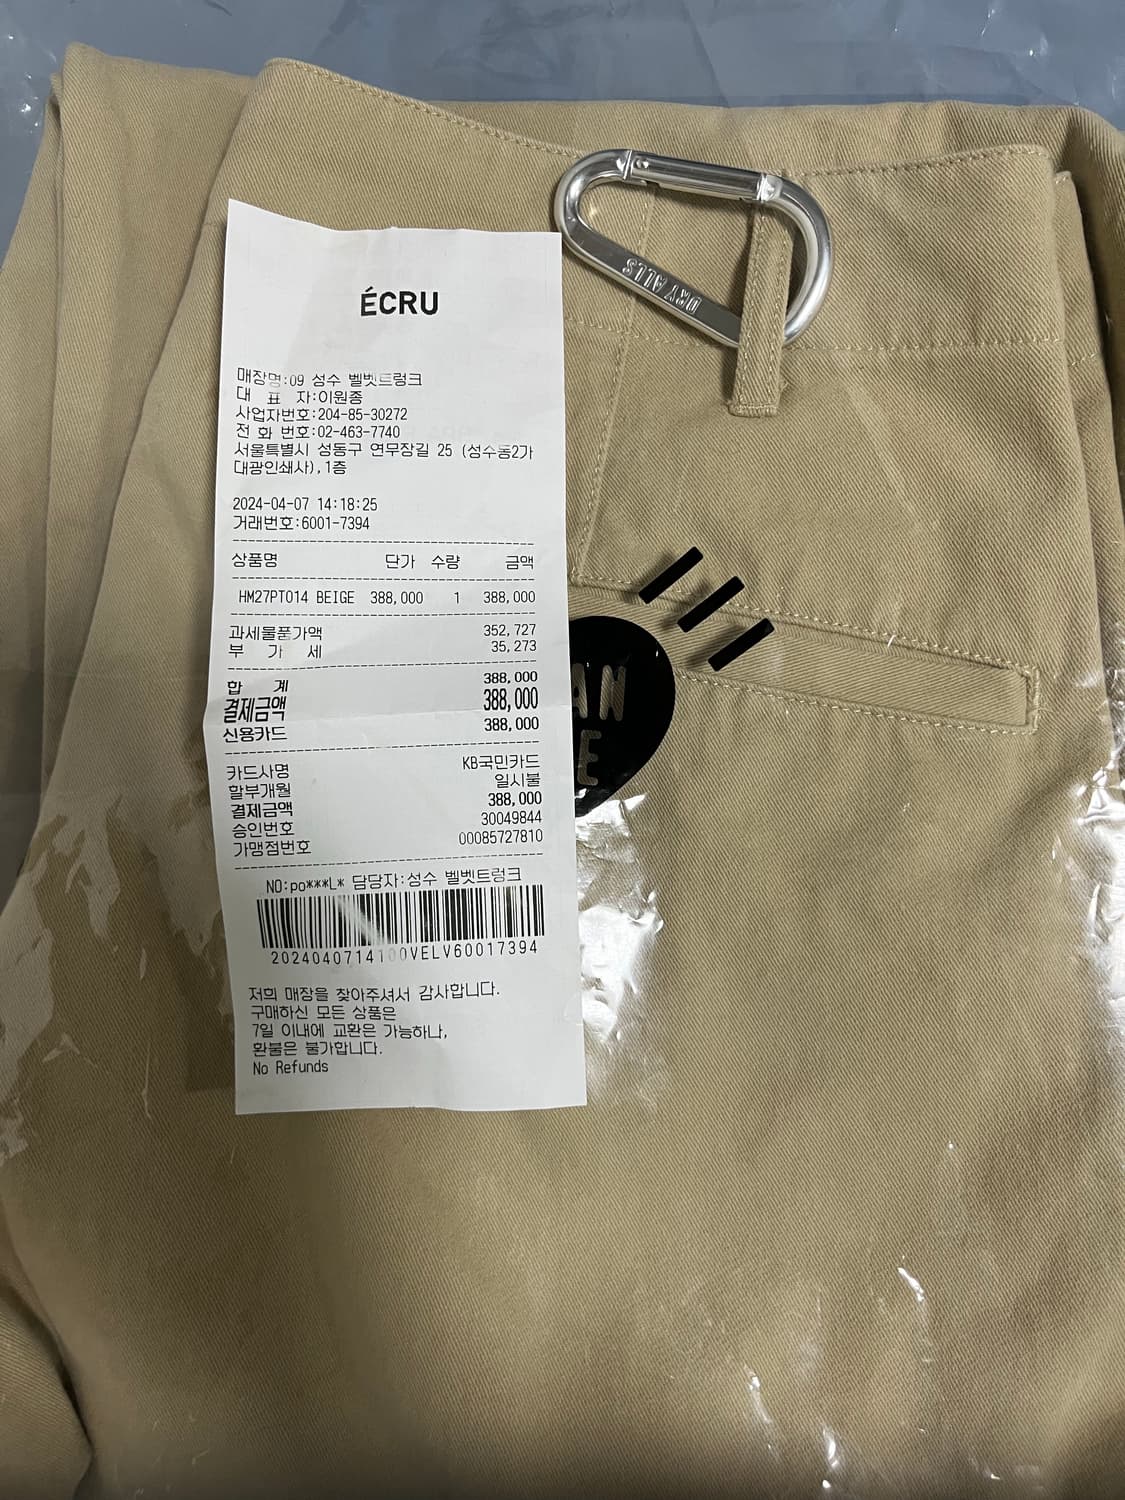 ÉCRU
매장명:09 성수 벨벳트렁크
대 표 자:이원종
사업자번호:204-85-30272
전 화 번호:02-463-7740
서울특별시 성동구 연무장길 25 (성수동2가
대광인쇄사),1층
2024-04-07 14:18:25
거래번호:6001-7394
상품명 단가 수량 금액
HM27PT014 BEIGE 388,000 1 388,000
과세물품가액 352,727
부 가 세 35,273
합 계 388,000
결제금액 388,000
신용카드 388,000
카드사명 KB국민카드
할부개월 일시불
결제금액 388,000
승인번호 30049844
가맹점번호 00085727810
NO:po***L* 담당자:성수 벨벳트렁크
2024040714100VELV60017394
저희 매장을 찾아주셔서 감사합니다.
구매하신 모든 상품은
7일 이내에 교환은 가능하나,
환불은 불가합니다.
No Refunds
DRY ALLS
AN
E